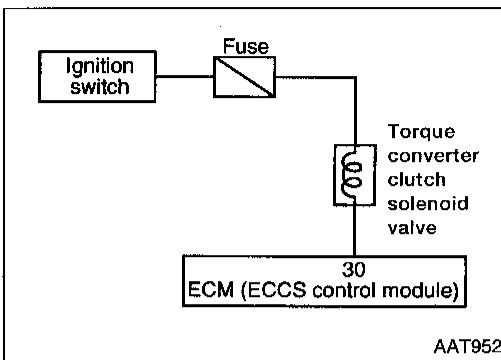 Fuse
Ignition
switch
Torque
converter
clutch
solenoid
valve
30
ECM (ECCS control module)
AAT952